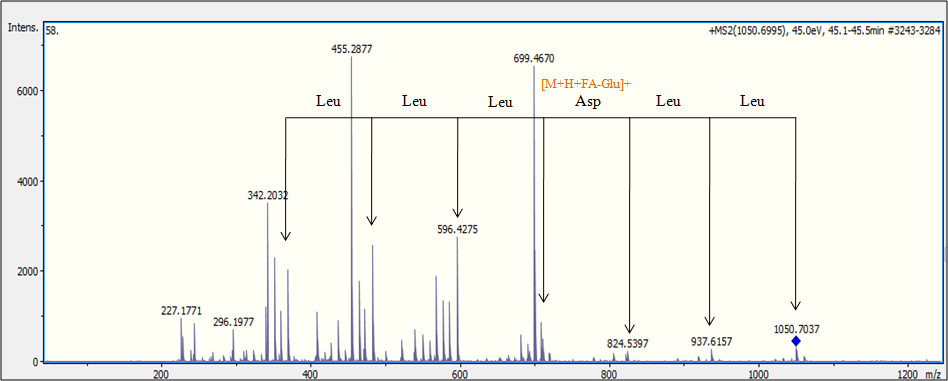 Intens.
58.
+MS2(1050.6995), 45.0eV, 45.1-45.5min #3243-3284
455.2877
699.4670
[M+H+FA-Glu]+
Leu Leu Leu Asp Leu Leu
6000
4000
342.2032
596.4275
2000
227.1771
296.1977
824.5397
937.6157
1050.7037
0
200 400 600 800 1000 1200 m/z